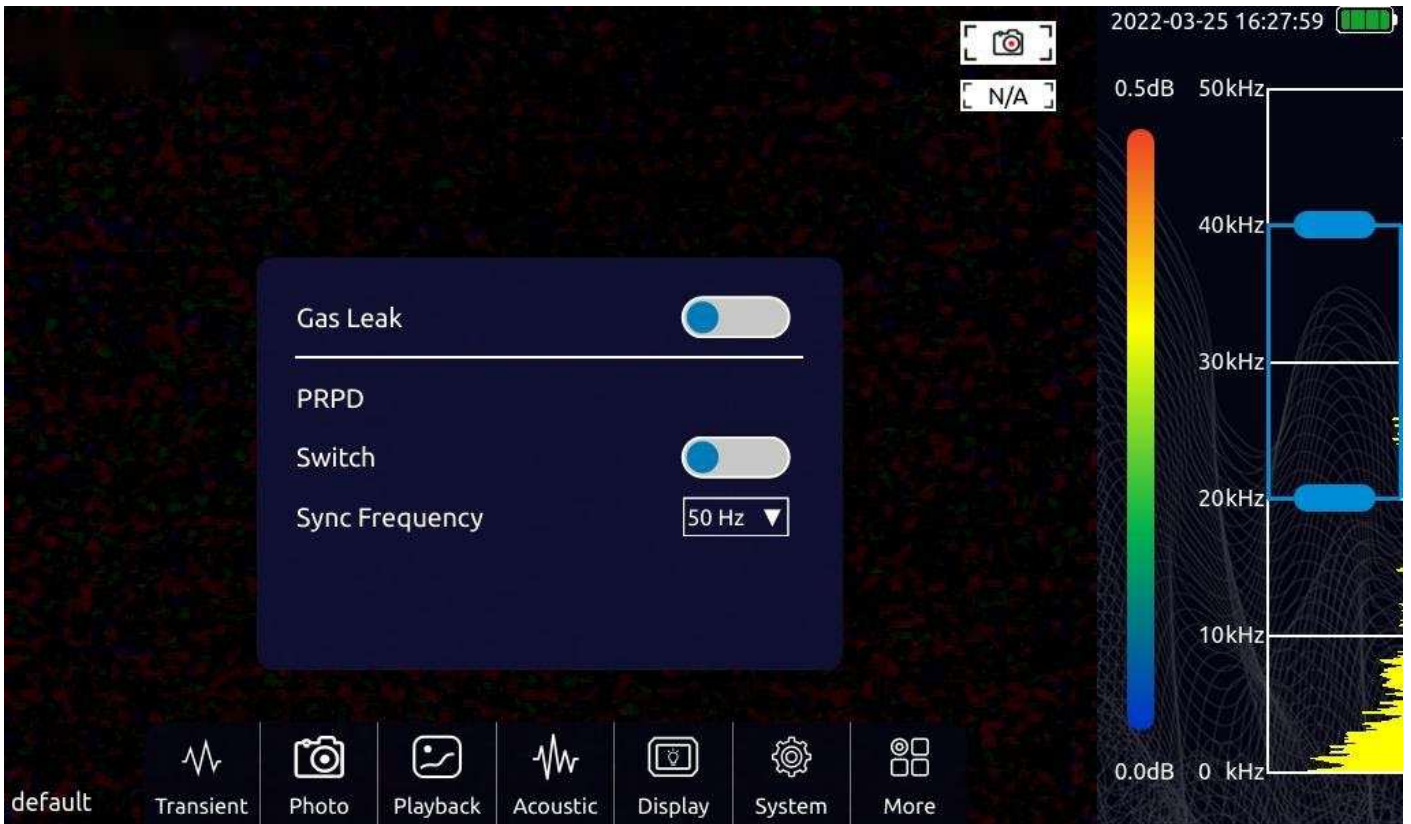 2022-03-25 16:27:59
N/A
0.5dB 50kHz
40kHz
30kHz
20kHz
10kHz
0.0dB 0 kHz
Gas Leak
PRPD
Switch
Sync Frequency 50 Hz ▼
default Transient Photo Playback Acoustic Display System More